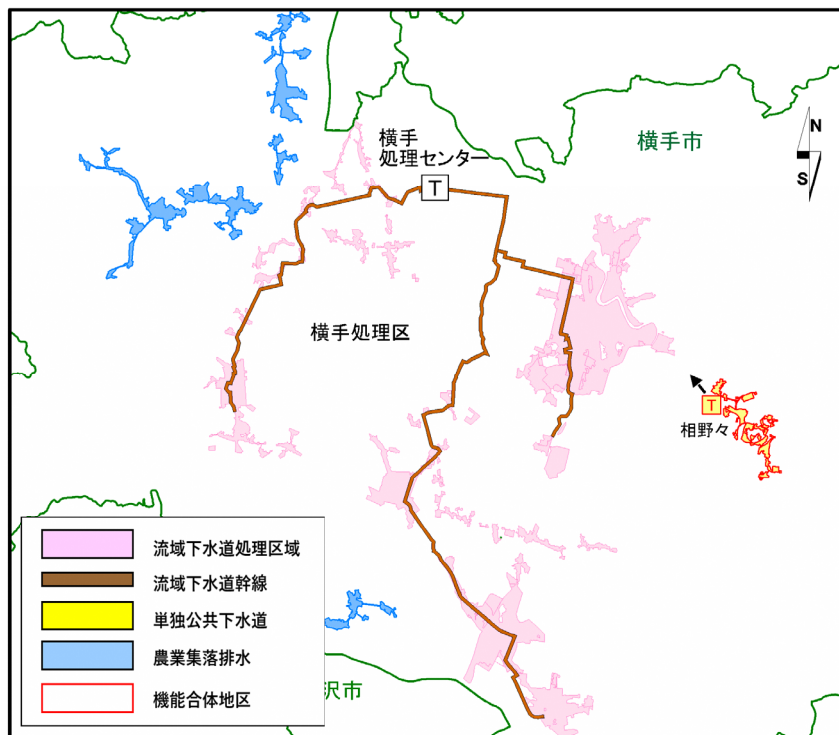 横手
処理センター
T
横手市
N
S
横手処理区
T
相野々
流域下水道処理区域
流域下水道幹線
単独公共下水道
農業集落排水
機能合体地区
沢市